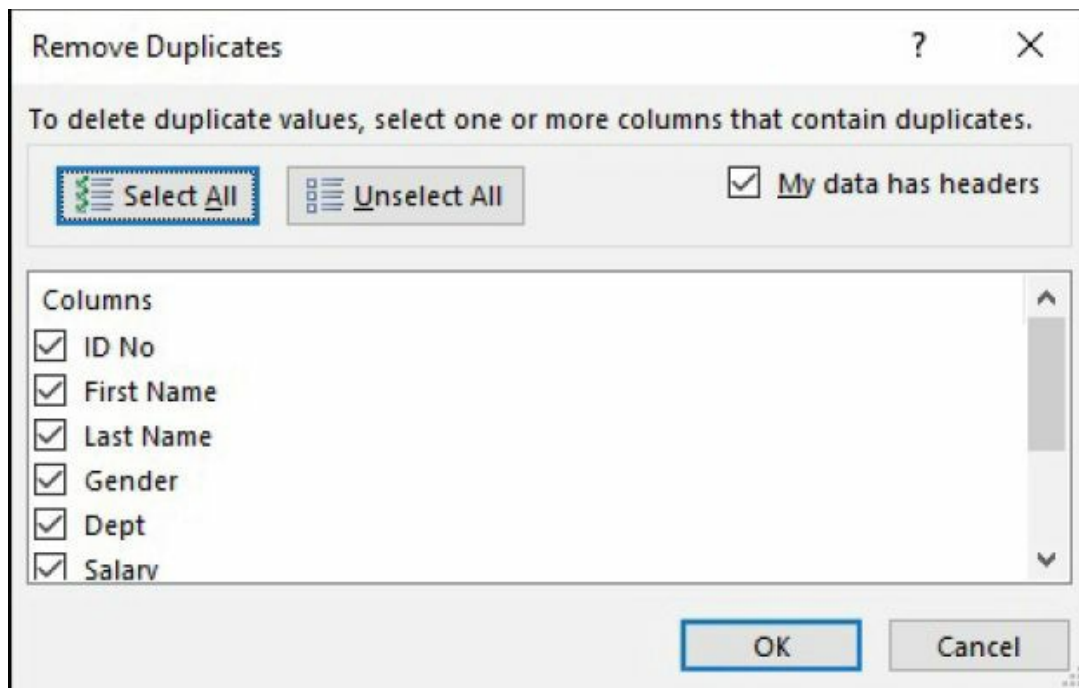 Remove Duplicates ?
To delete duplicate values, select one or more columns that contain duplicates.
Select All Unselect All My data has headers
Columns
ID No
First Name
Last Name
Gender
Dept
Salary
OK Cancel